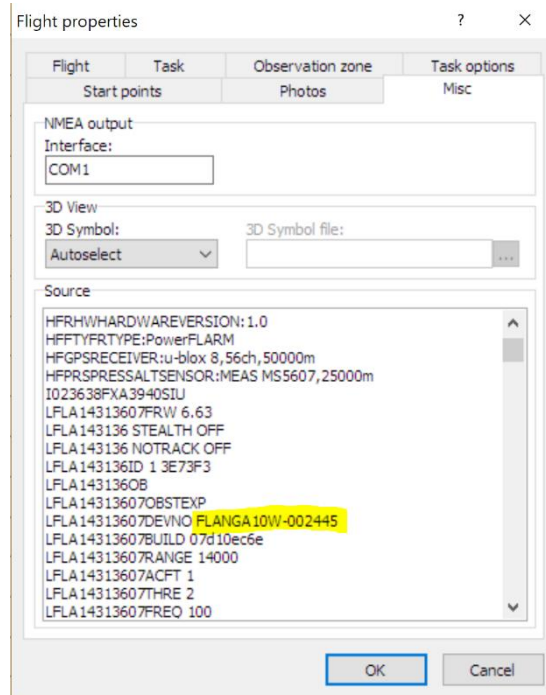 Flight properties
?
×
Flight
Task
Observation zone
Task options
Start points
Photos
Misc
NMEA output
Interface:
COM1
3D View
3D Symbol:
3D Symbol file:
Autoselect
...
Source
HFRHWHARDWAREVERSION:1.0
HFFTYFRTYPE:PowerFLARM
HFGPSRECEIVER:u-blox 8,56ch,50000m
HFPRSPRESSALTSENSOR:MEAS MS5607,25000m
I023638FXA3940SIU
LFLA14313607FRW 6.63
LFLA143136 STEALTH OFF
LFLA143136 NOTRACK OFF
LFLA143136ID 1 3E73F3
LFLA143136OB
LFLA14313607OBSTEXP
LFLA14313607DEVNO FLANGA10W-002445
LFLA14313607BUILD 07d10ec6e
LFLA14313607RANGE 14000
LFLA14313607ACFT 1
LFLA14313607THRE 2
LFLA14313607FREQ 100
OK
Cancel